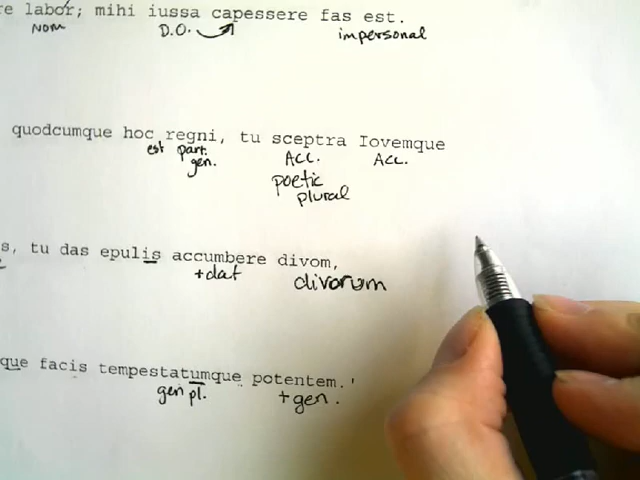 re labor; mihi iussa capessere fas est.
Nom D.O. impersonal
quodcumque hoc regni, tu sceptra Iovemque
est part. gen. Acc. Acc.
poetic
plural
s, tu das epulis accumbere divom,
+dat divorum
que facis tempestatumque potentem.'
gen pl. +gen.